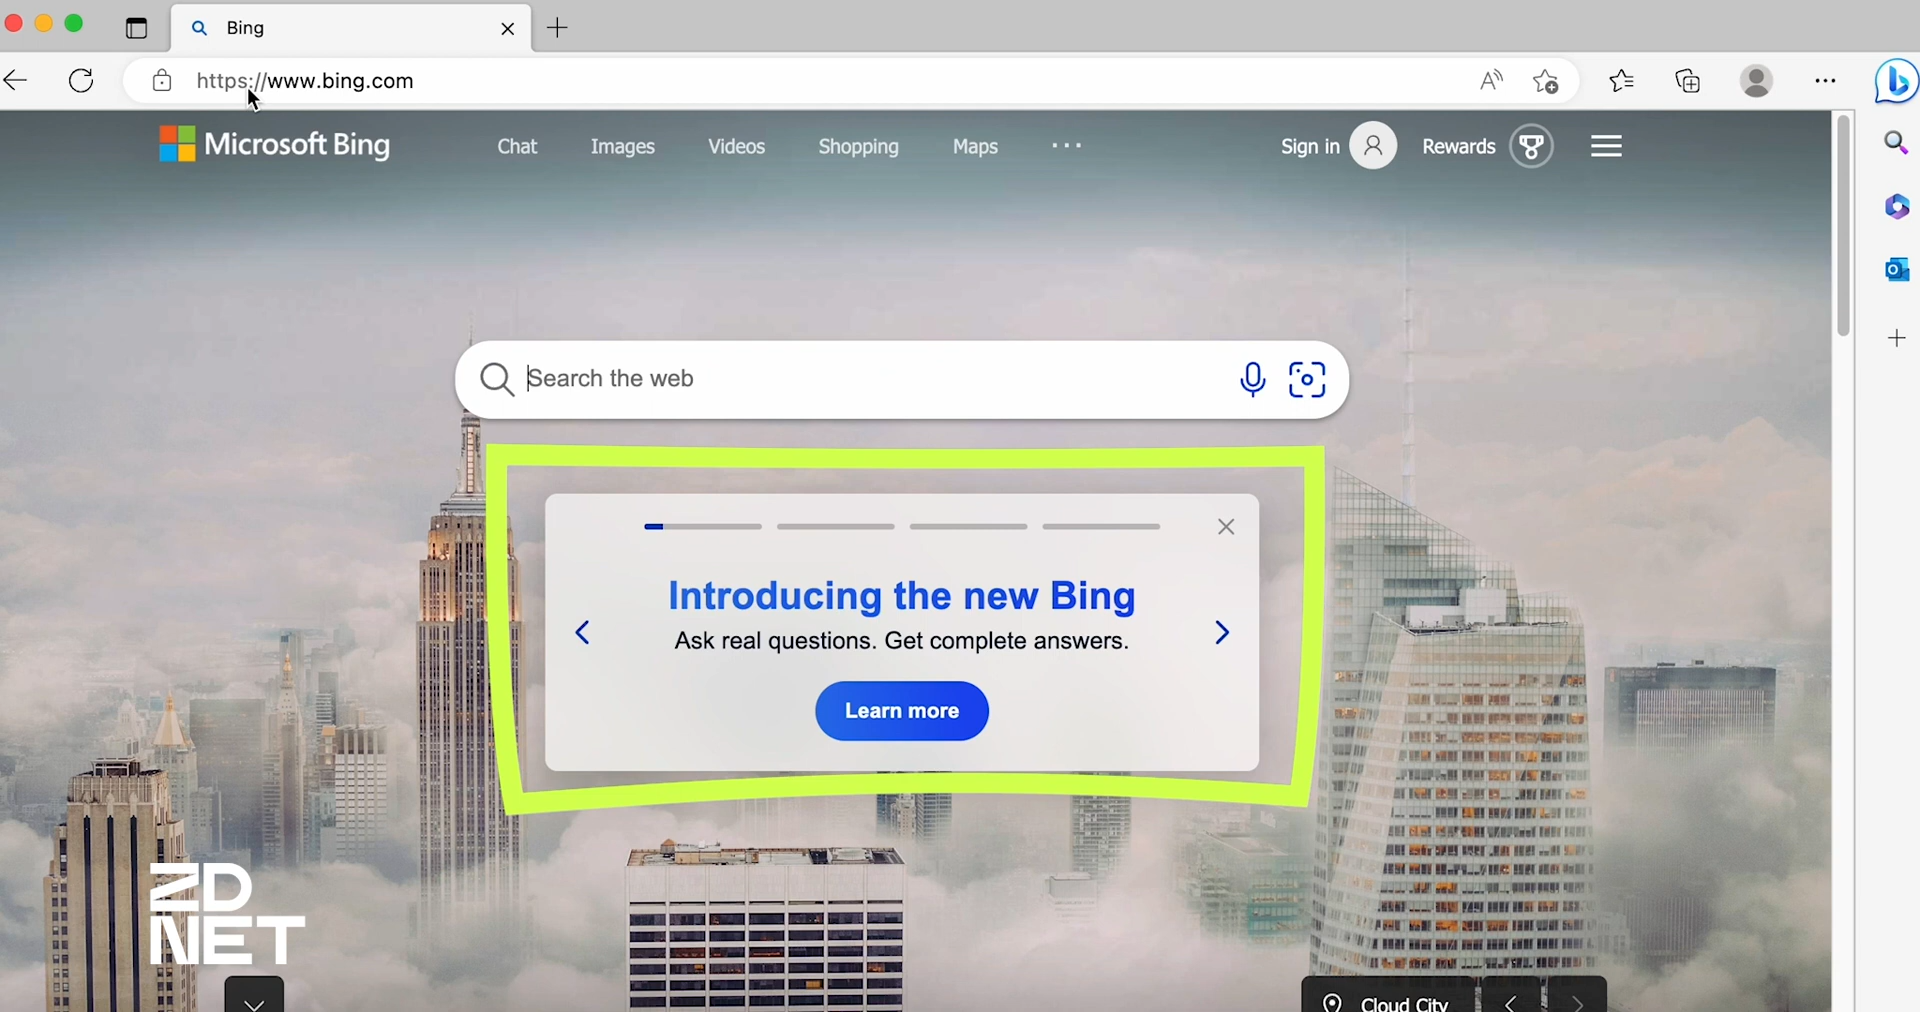 Bing
https://www.bing.com
Microsoft Bing
Chat
Images
Videos
Shopping
Maps
Sign in
Rewards
Search the web
Introducing the new Bing
Ask real questions. Get complete answers.
Learn more
ZD
NET
Cloud City